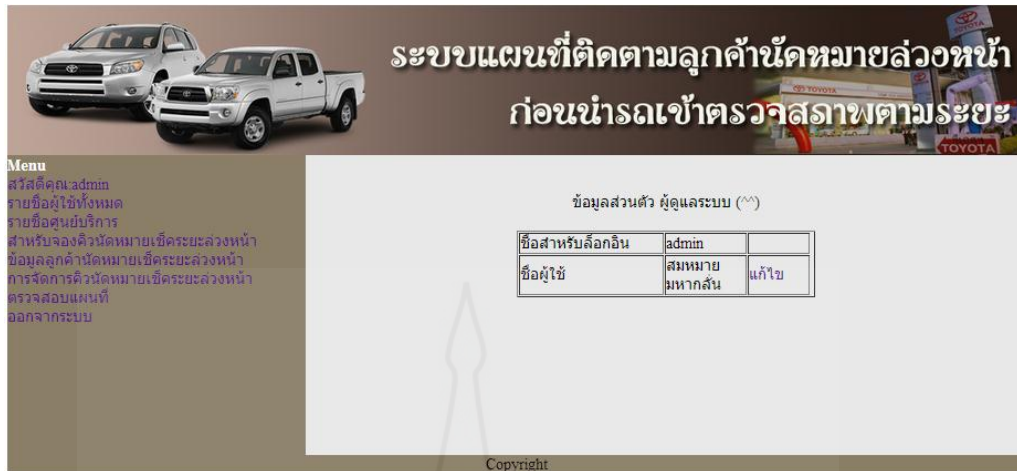 ระบบแผนที่ติดตามลูกค้านัดหมายล่วงหน้า
ก่อนนำรถเข้าตรวจสภาพตามระยะ
TOYOTA
TOYOTA
TOYOTA
Menu
สวัสดีคุณ:admin
รายชื่อผู้ใช้ทั้งหมด
รายชื่อศูนย์บริการ
สำหรับจองคิวนัดหมายเช็คระยะล่วงหน้า
ข้อมูลลูกค้านัดหมายเช็คระยะล่วงหน้า
การจัดการคิวนัดหมายเช็คระยะล่วงหน้า
ตรวจสอบแผนที่
ออกจากระบบ
ข้อมูลส่วนตัว ผู้ดูแลระบบ (^^)
ชื่อสำหรับล็อกอิน admin
ชื่อผู้ใช้ สมหมาย มหากลั่น แก้ไข
Copyright